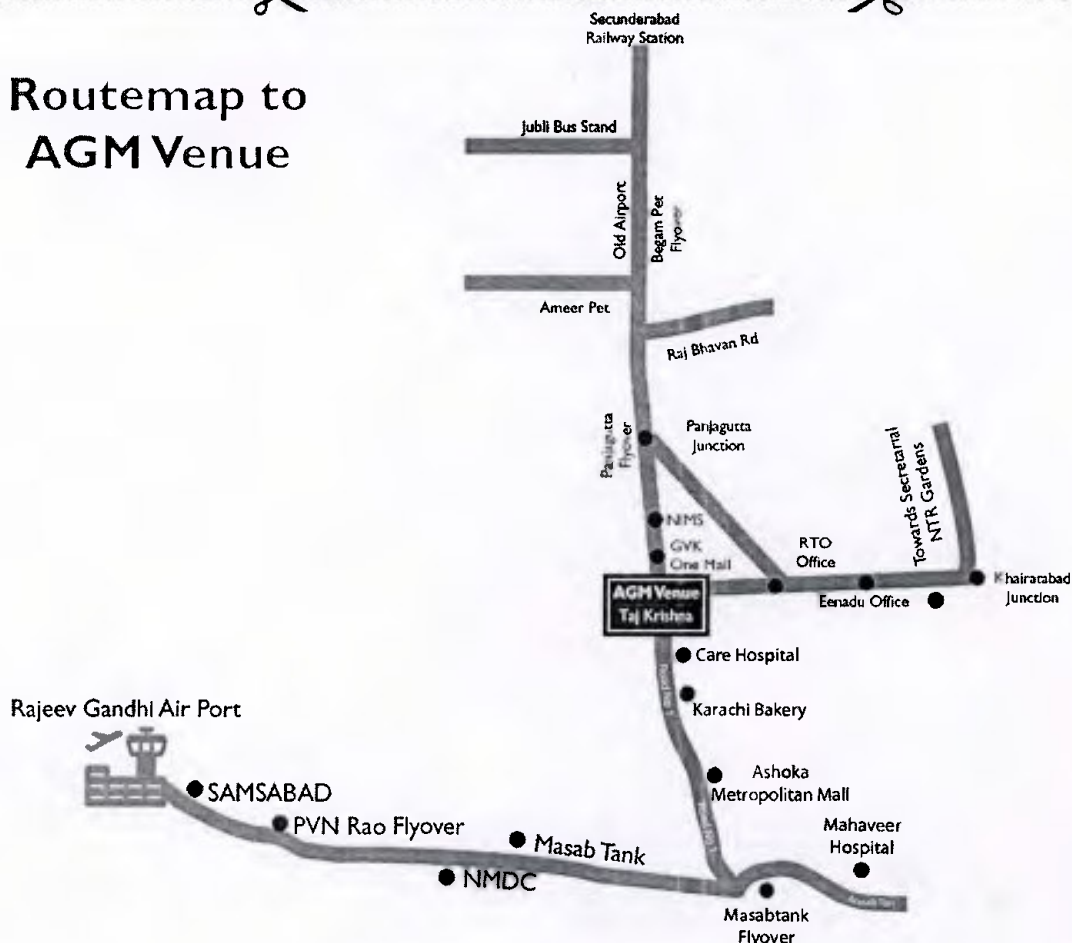 Secunderabad
Railway Station
Routemap to
AGM Venue
Jubli Bus Stand
Old Airport
Begam Pet
Flyover
Ameer Pet
Raj Bhavan Rd
Panjagutta
Flyover
Panjagutta
Junction
Towards Secretarial
NTR Gardens
NIMS
GVK
One Mall
RTO
Office
AGM Venue
Taj Krishna
Eenadu Office
Khairatabad
Junction
Care Hospital
Karachi Bakery
Rajeev Gandhi Air Port
Ashoka
Metropolitan Mall
SAMSABAD
PVN Rao Flyover
Masab Tank
NMDC
Mahaveer
Hospital
Masabtank
Flyover